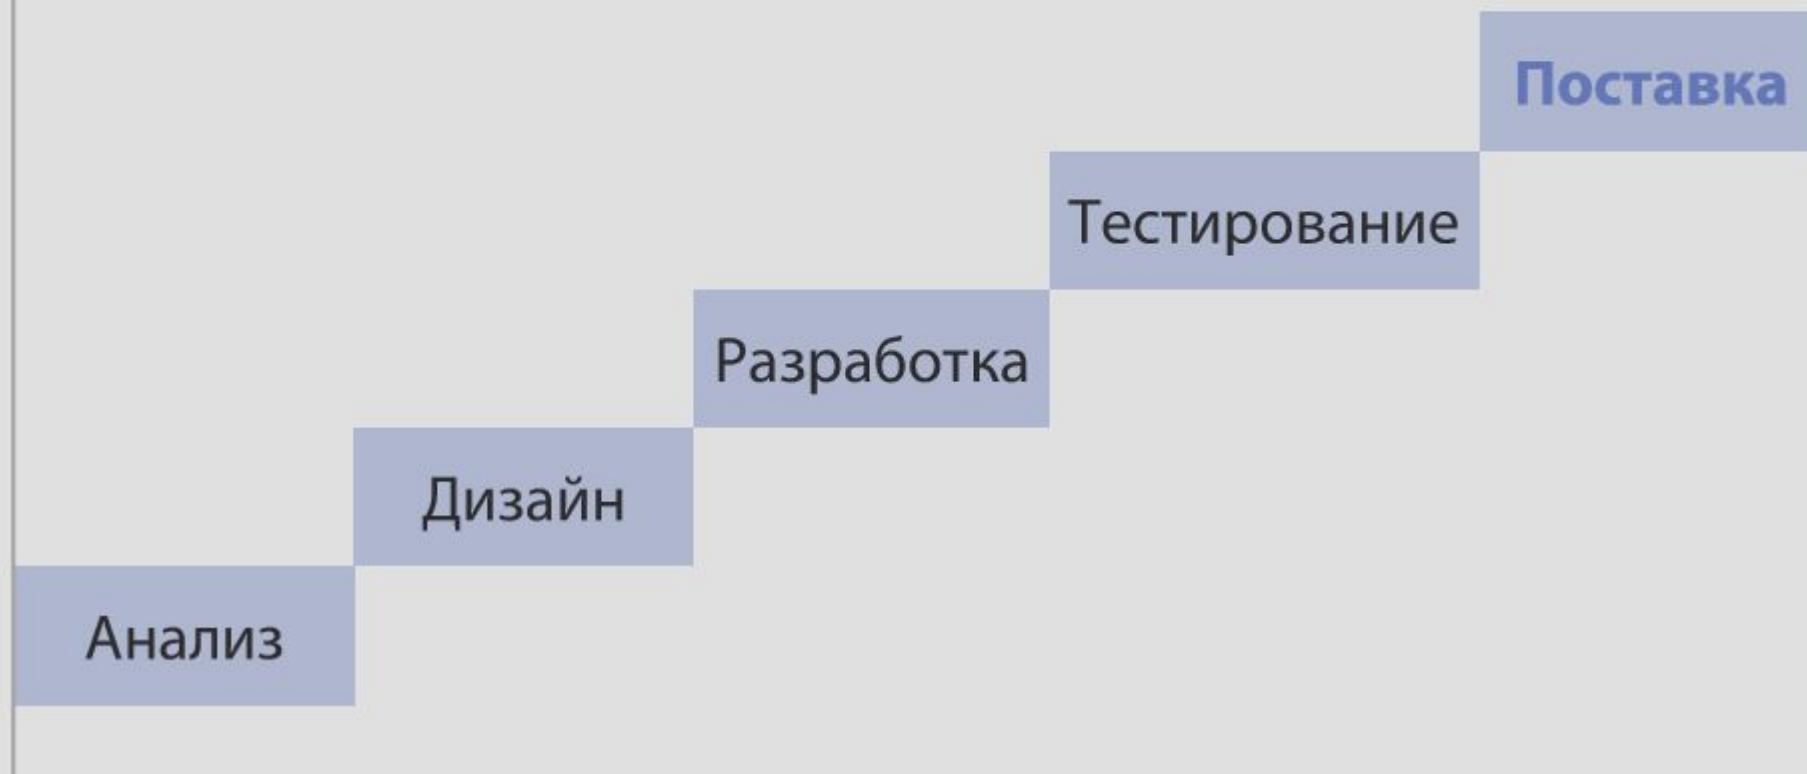 Поставка
Тестирование
Разработка
Дизайн
Анализ